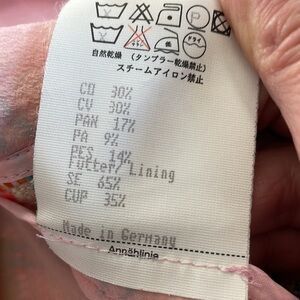 自然乾燥 (タンブラー乾燥禁止)
スチームアイロン禁止
CO 30%
CV 30%
PAN 17%
PA 9%
PES 14%
Futter/Lining
SE 65%
CUP 35%
Made in Germany
Annahlinie